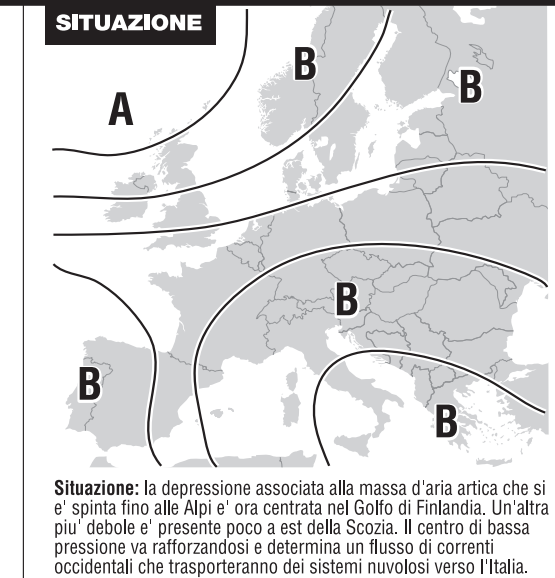 SITUAZIONE
B
B
A
B
B
B
Situazione: la depressione associata alla massa d'aria artica che si
e' spinta fino alle Alpi e' ora centrata nel Golfo di Finlandia. Un'altra
piu' debole e' presente poco a est della Scozia. Il centro di bassa
pressione va rafforzandosi e determina un flusso di correnti
occidentali che trasporteranno dei sistemi nuvolosi verso l'Italia.